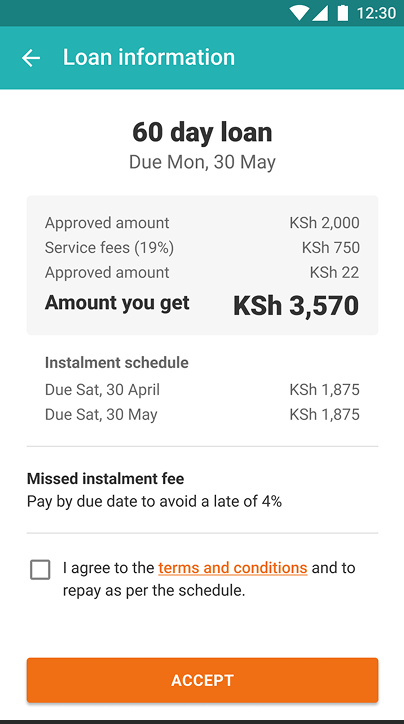 12:30
Loan information
60 day loan
Due Mon, 30 May
Approved amount KSh 2,000
Service fees (19%) KSh 750
Approved amount KSh 22
Amount you get KSh 3,570
Instalment schedule
Due Sat, 30 April KSh 1,875
Due Sat, 30 May KSh 1,875
Missed instalment fee
Pay by due date to avoid a late of 4%
I agree to the terms and conditions and to
repay as per the schedule.
ACCEPT